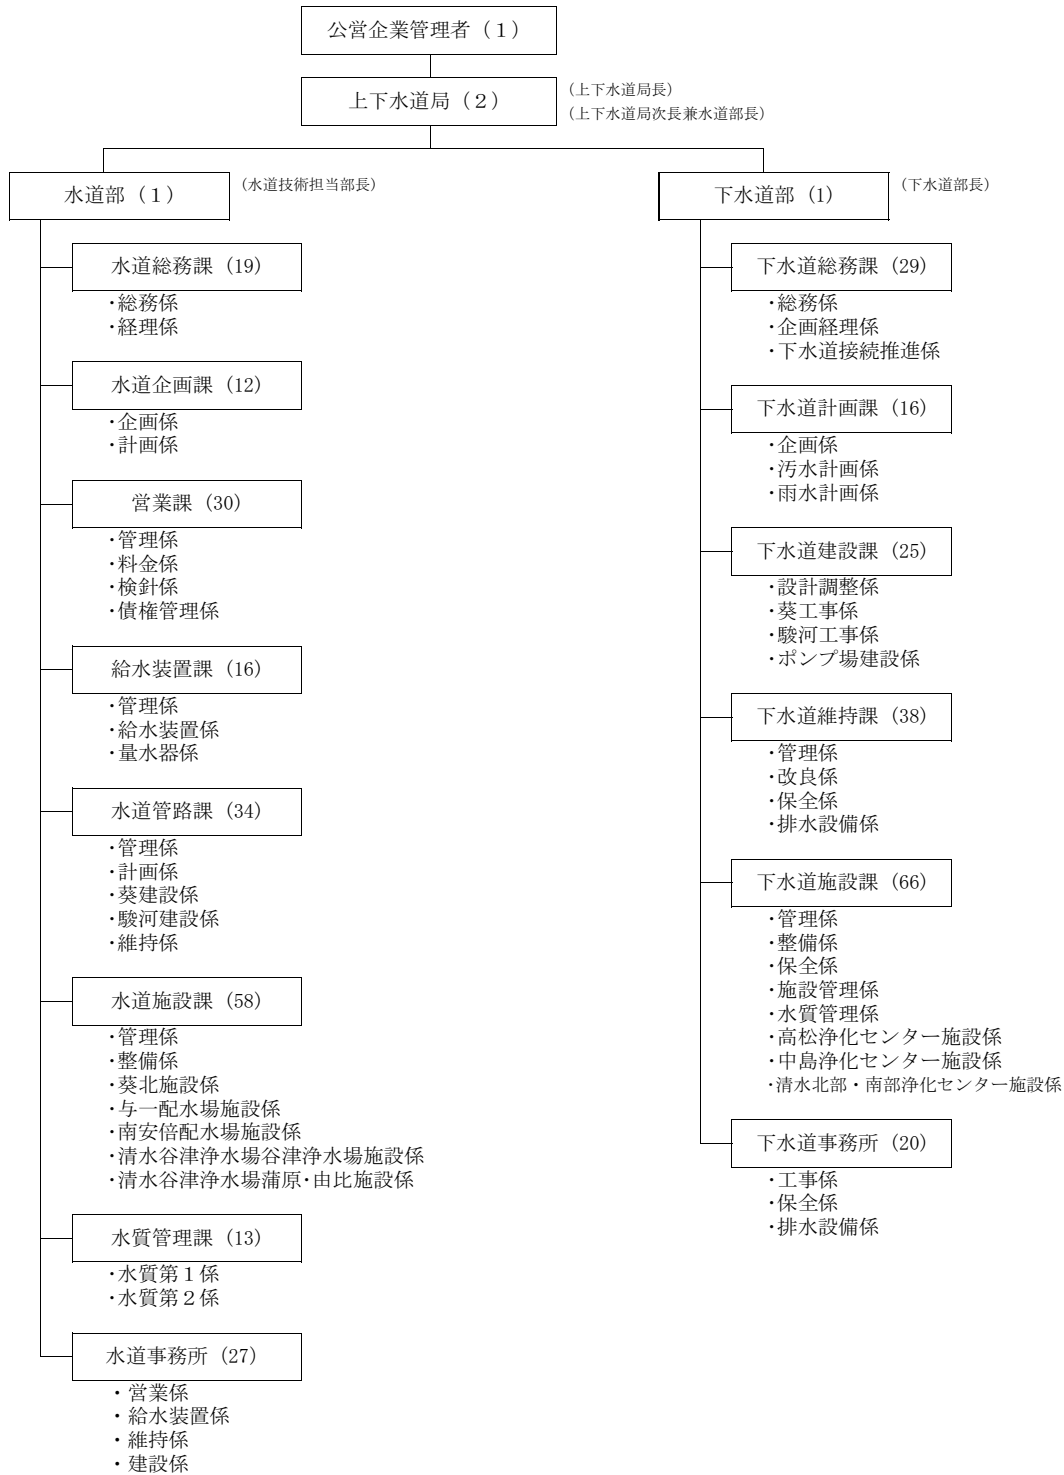 公営企業管理者（１）
上下水道局（２）
（上下水道局長）
（上下水道局次長兼水道部長）
水道部（１）
（水道技術担当部長）
水道総務課（19）
・総務係
・経理係
水道企画課（12）
・企画係
・計画係
営業課（30）
・管理係
・料金係
・検針係
・債権管理係
給水装置課（16）
・管理係
・給水装置係
・量水器係
水道管路課（34）
・管理係
・計画係
・葵建設係
・駿河建設係
・維持係
水道施設課（58）
・管理係
・整備係
・葵北施設係
・与一配水場施設係
・南安倍配水場施設係
・清水谷津浄水場谷津浄水場施設係
・清水谷津浄水場蒲原・由比施設係
水質管理課（13）
・水質第１係
・水質第２係
水道事務所（27）
・営業係
・給水装置係
・維持係
・建設係
下水道部（1）
（下水道部長）
下水道総務課（29）
・総務係
・企画経理係
・下水道接続推進係
下水道計画課（16）
・企画係
・汚水計画係
・雨水計画係
下水道建設課（25）
・設計調整係
・葵工事係
・駿河工事係
・ポンプ場建設係
下水道維持課（38）
・管理係
・改良係
・保全係
・排水設備係
下水道施設課（66）
・管理係
・整備係
・保全係
・施設管理係
・水質管理係
・高松浄化センター施設係
・中島浄化センター施設係
・清水北部・南部浄化センター施設係
下水道事務所（20）
・工事係
・保全係
・排水設備係